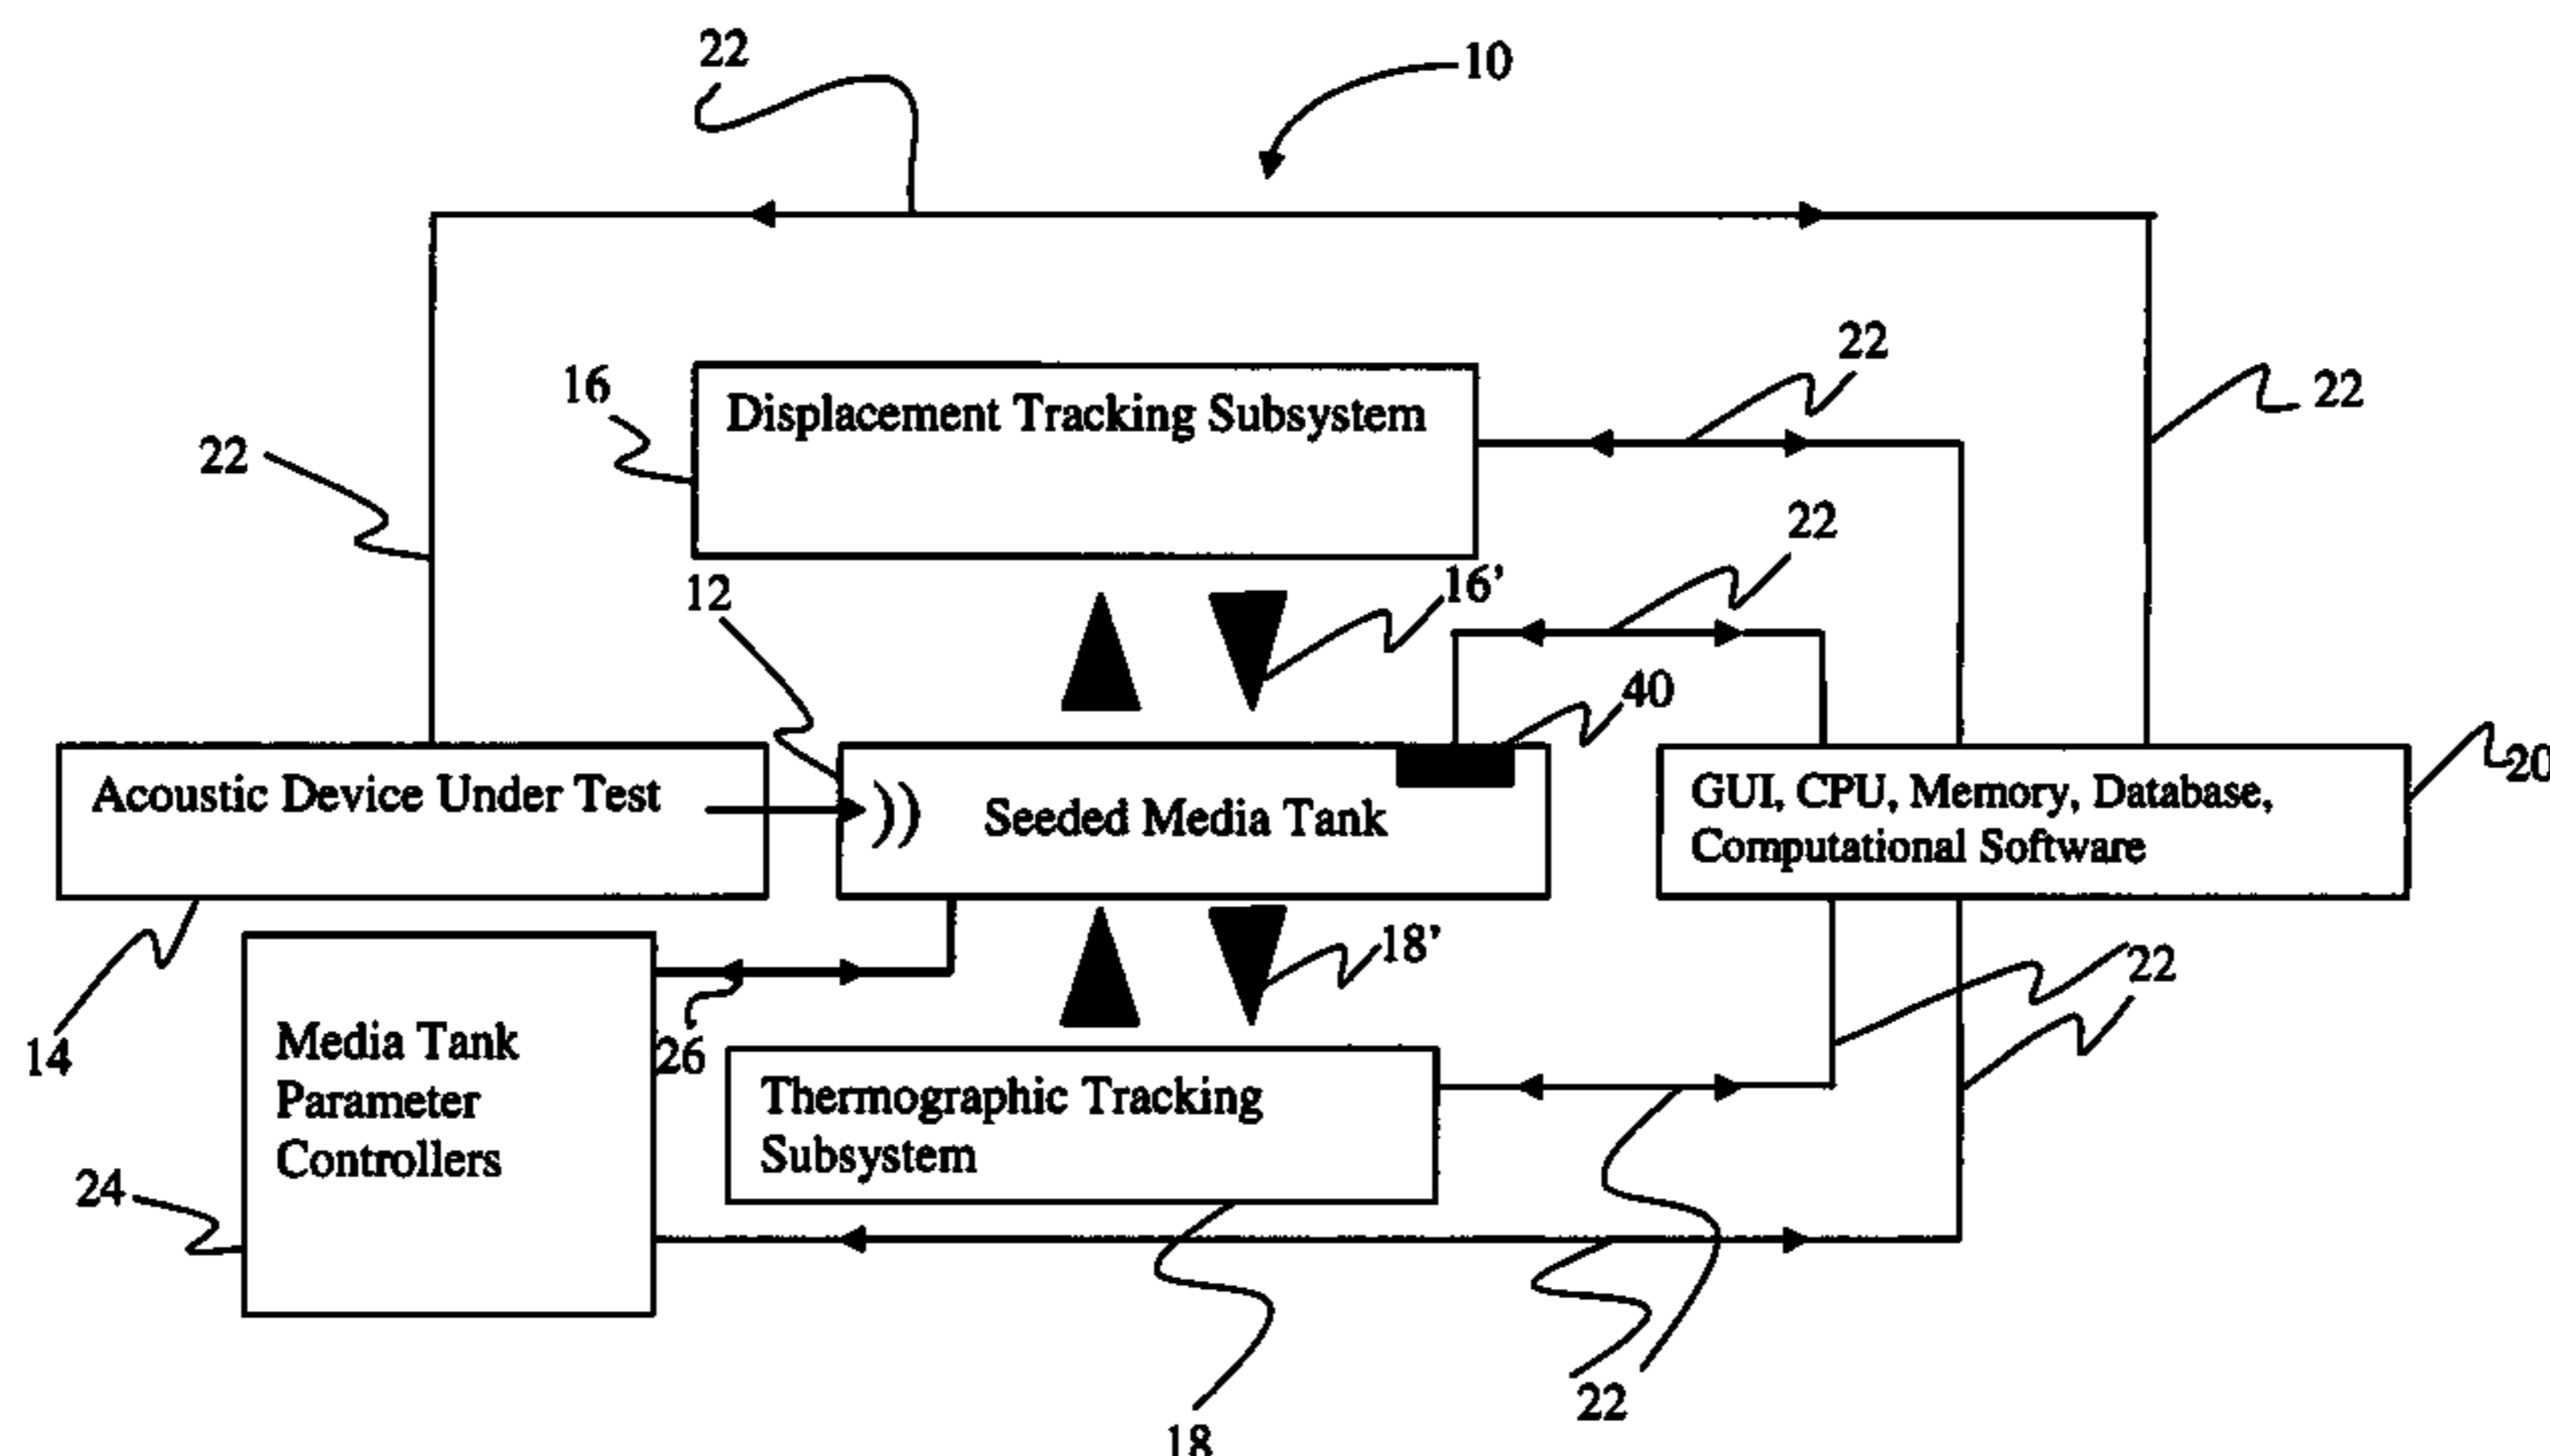 22
10
22
22
16
Displacement Tracking Subsystem
22
22
12
16’
40
Acoustic Device Under Test
))
Seeded Media Tank
GUI, CPU, Memory, Database,
Computational Software
20
18’
22
14
26
Media Tank
Parameter
Controllers
Thermographic Tracking
Subsystem
24
22
18